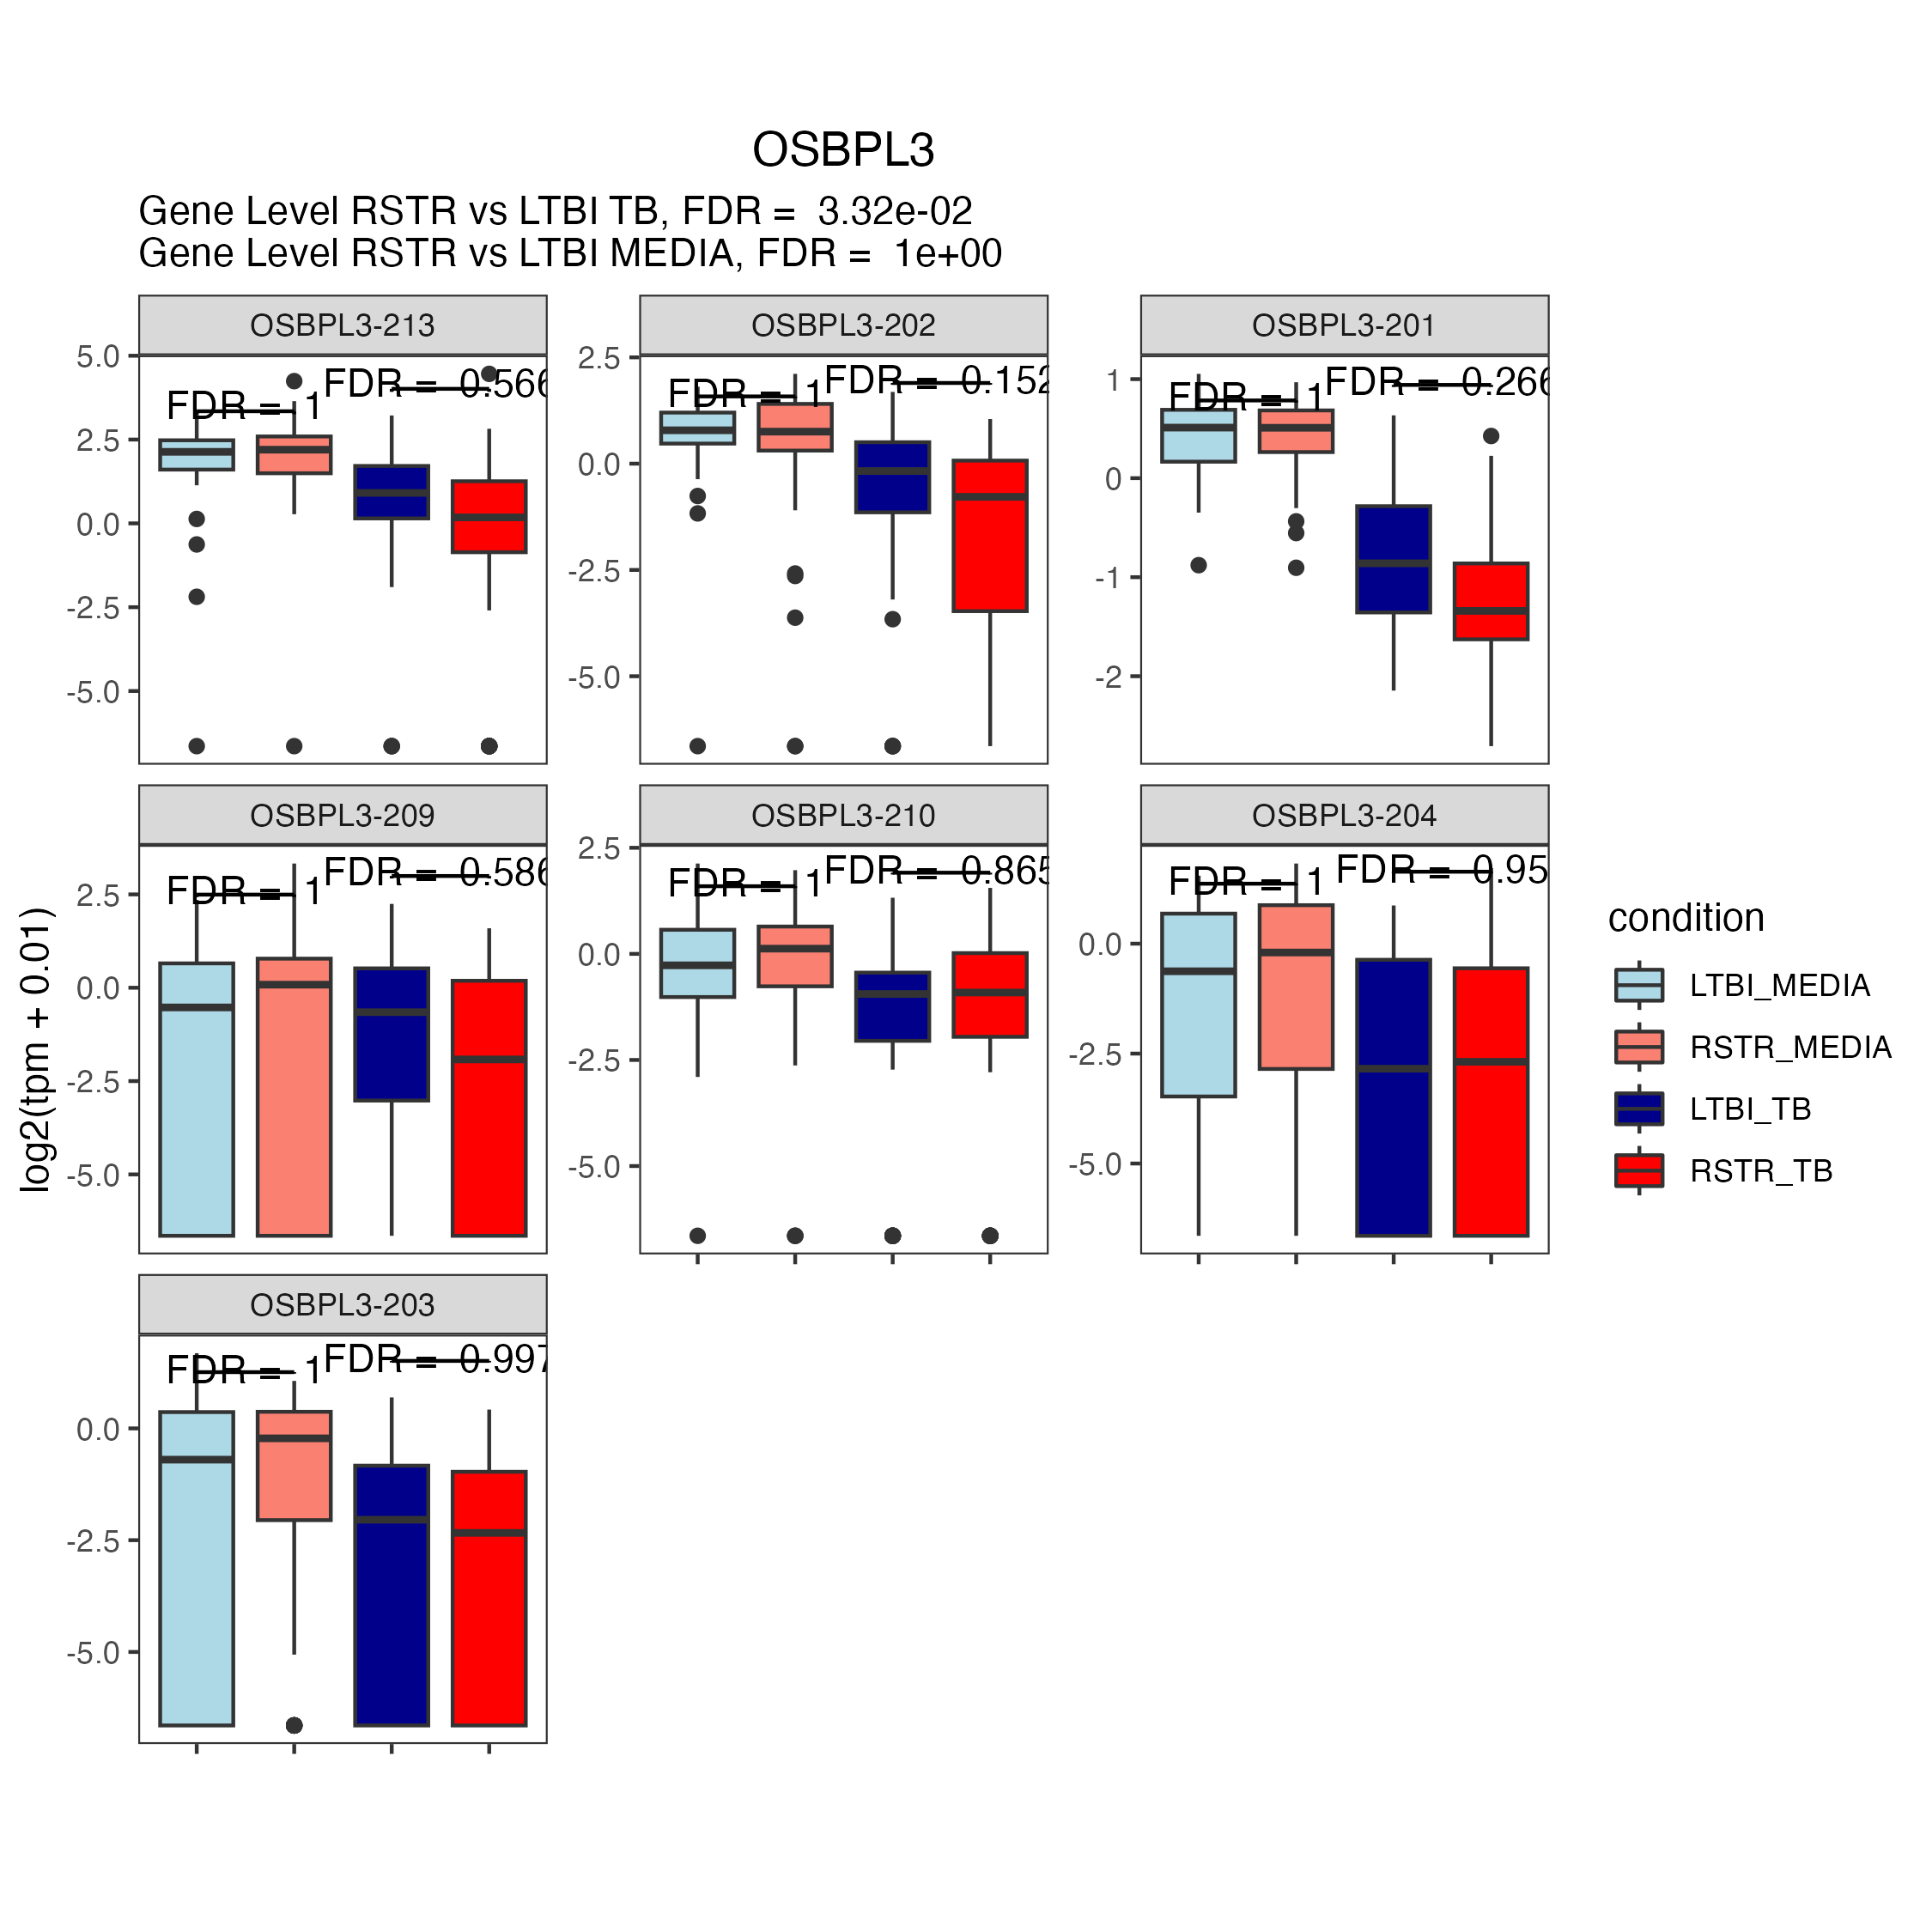 OSBPL3
Gene Level RSTR vs LTBI TB, FDR = 3.32e-02
Gene Level RSTR vs LTBI MEDIA, FDR = 1e+00
OSBPL3-213
5.0
2.5
0.0
-2.5
-5.0
FDR = 1
FDR = 0.566
OSBPL3-202
2.5
0.0
-2.5
-5.0
FDR = 1
FDR = 0.152
OSBPL3-201
1
0
-1
-2
FDR = 1
FDR = 0.266
log2(tpm + 0.01)
OSBPL3-209
2.5
0.0
-2.5
-5.0
FDR = 1
FDR = 0.586
OSBPL3-210
2.5
0.0
-2.5
-5.0
FDR = 1
FDR = 0.865
OSBPL3-204
0.0
-2.5
-5.0
FDR = 1
FDR = 0.95
OSBPL3-203
0.0
-2.5
-5.0
FDR = 1
FDR = 0.997
condition
LTBI_MEDIA
RSTR_MEDIA
LTBI_TB
RSTR_TB